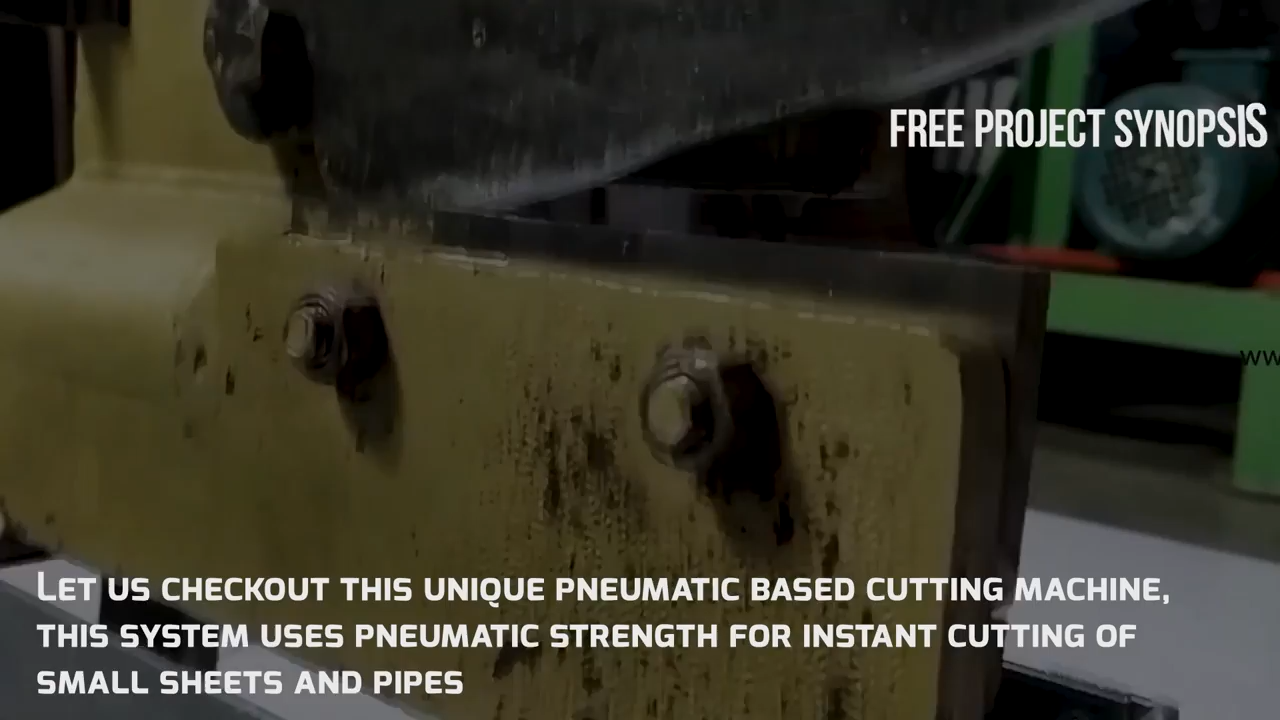 FREE PROJECT SYNOPSIS
LET US CHECKOUT THIS UNIQUE PNEUMATIC BASED CUTTING MACHINE,
THIS SYSTEM USES PNEUMATIC STRENGTH FOR INSTANT CUTTING OF
SMALL SHEETS AND PIPES